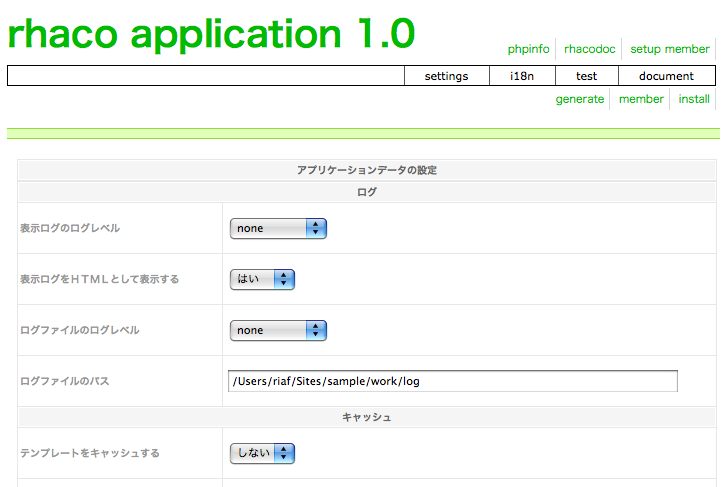 rhaco application 1.0
phpinfo rhacodoc setup member
settings i18n test document
generate member install
アプリケーションデータの設定
ログ
表示ログのログレベル none
表示ログをＨＴＭＬとして表示する はい
ログファイルのログレベル none
ログファイルのパス /Users/riaf/Sites/sample/work/log
キャッシュ
テンプレートをキャッシュする しない